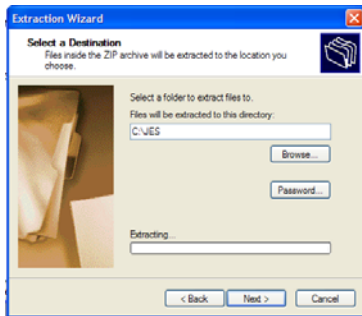 Extraction Wizard
Select a Destination
Files inside the ZIP archive will be extracted to the location you
choose.
Select a folder to extract files to.
Files will be extracted to this directory:
C:\JES
Browse...
Password...
Extracting...
< Back
Next >
Cancel